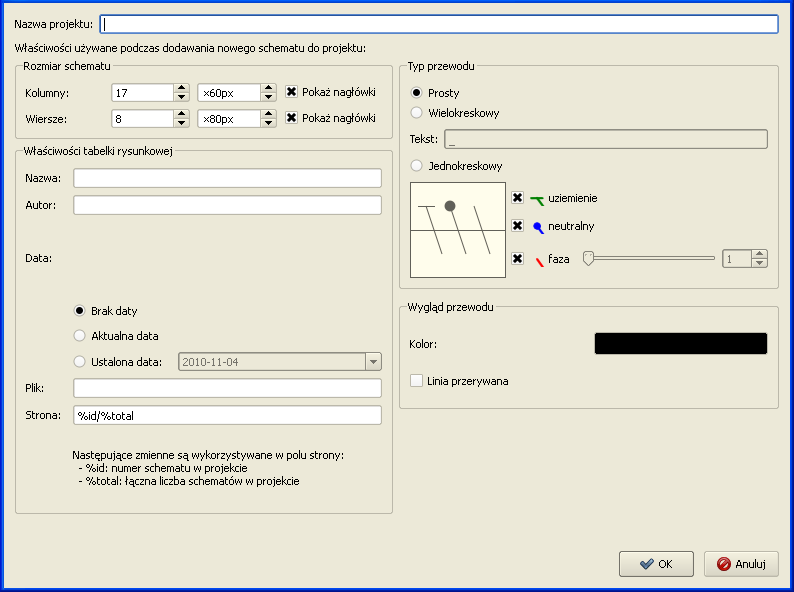 Nazwa projektu:
Właściwości używane podczas dodawania nowego schematu do projektu:
Rozmiar schematu
Kolumny: 17 ×60px Pokaż nagłówki
Wiersze: 8 ×80px Pokaż nagłówki
Właściwości tabelki rysunkowej
Nazwa:
Autor:
Data:
Brak daty
Aktualna data
Ustalona data: 2010-11-04
Plik:
Strona: %id/%total
Następujące zmienne są wykorzystywane w polu strony:
- %id: numer schematu w projekcie
- %total: łączna liczba schematów w projekcie
Typ przewodu
Prosty
Wielokreskowy
Tekst: _
Jednokreskowy
uziemienie
neutralny
faza 1
Wygląd przewodu
Kolor:
Linia przerywana
OK Anuluj